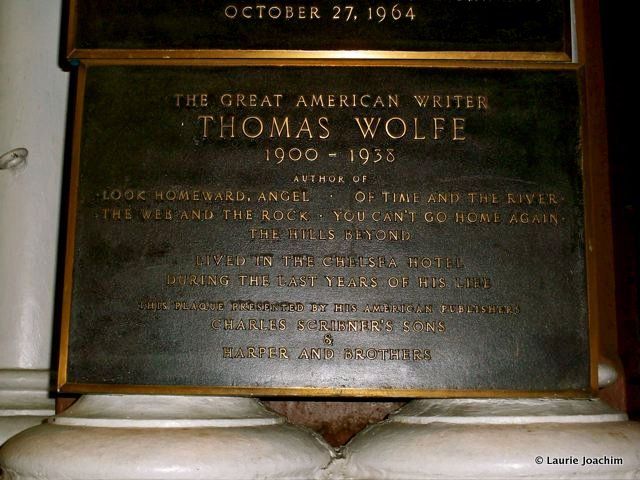 OCTOBER 27, 1964
THE GREAT AMERICAN WRITER
THOMAS WOLFE
1900 - 1938
AUTHOR OF
· LOOK HOMEWARD, ANGEL · OF TIME AND THE RIVER ·
· THE WEB AND THE ROCK · YOU CAN'T GO HOME AGAIN ·
THE HILLS BEYOND
LIVED IN THE CHELSEA HOTEL
DURING THE LAST YEARS OF HIS LIFE
THIS PLAQUE PRESENTED BY HIS AMERICAN PUBLISHERS
CHARLES SCRIBNER'S SONS
&
HARPER AND BROTHERS
© Laurie Joachim